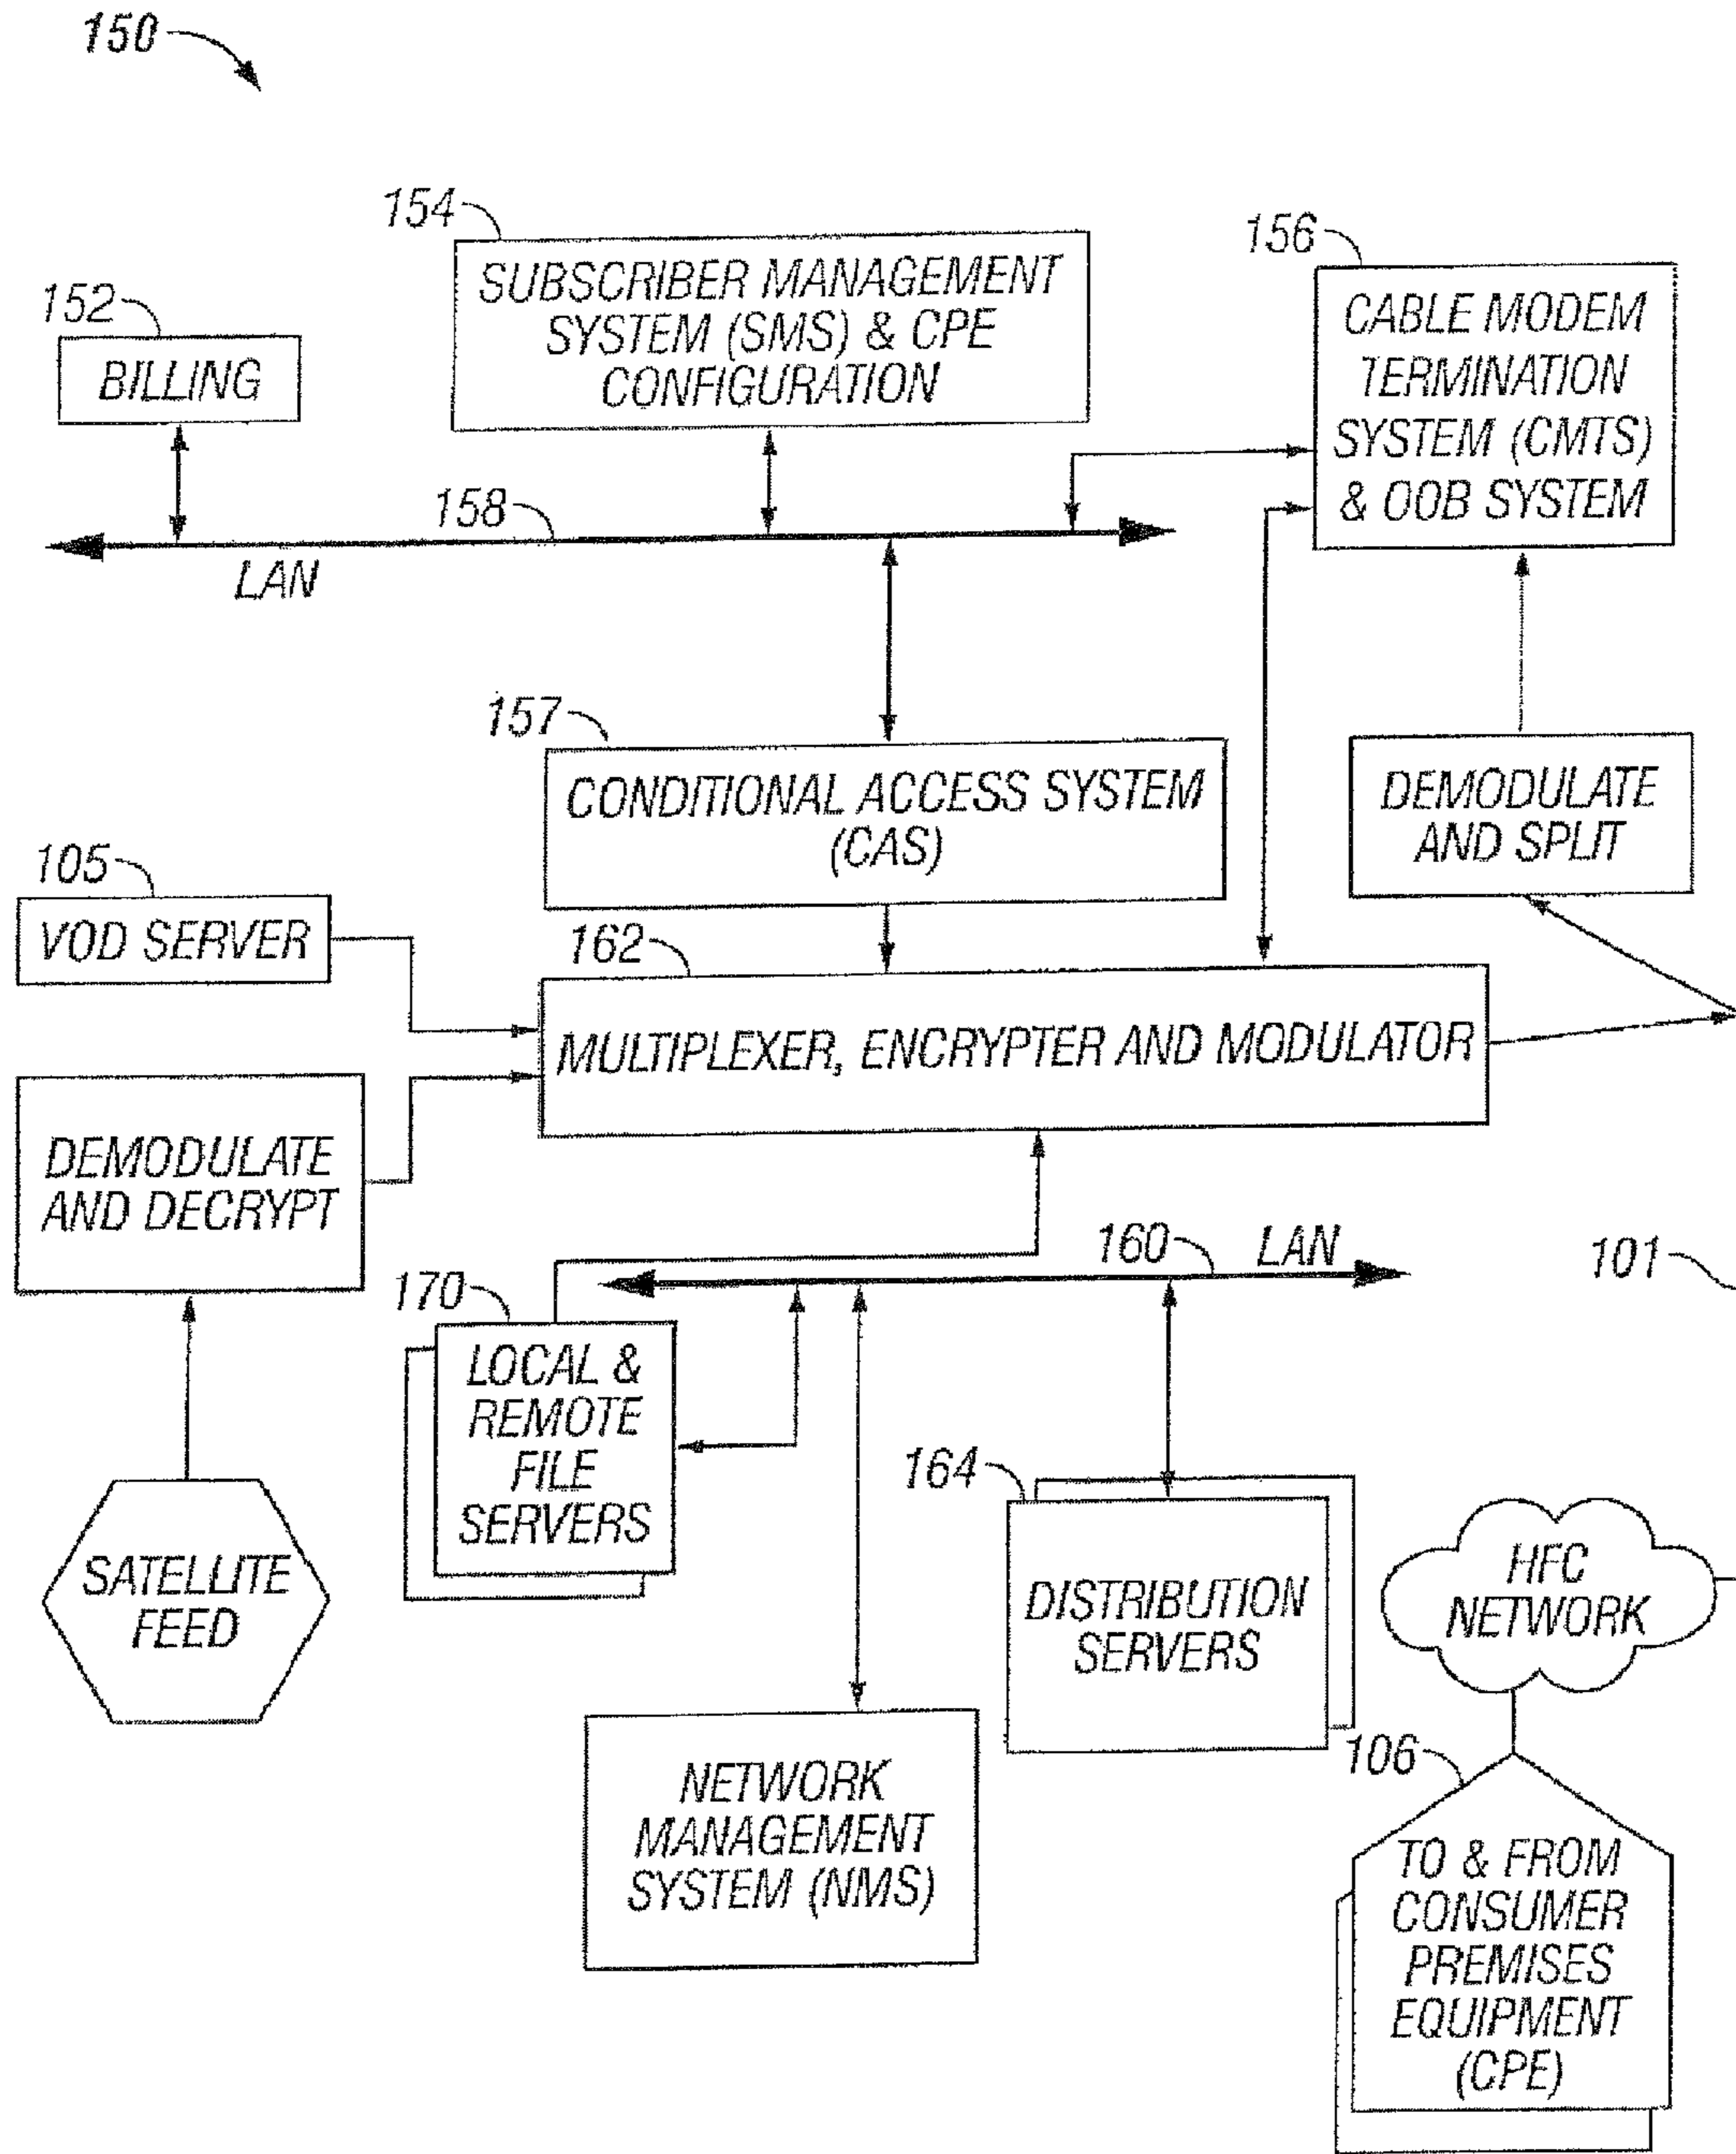 150
154
SUBSCRIBER MANAGEMENT
SYSTEM (SMS) & CPE
CONFIGURATION
156
CABLE MODEM
TERMINATION
SYSTEM (CMTS)
& OOB SYSTEM
152
BILLING
158
LAN
157
CONDITIONAL ACCESS SYSTEM
(CAS)
DEMODULATE
AND SPLIT
105
VOD SERVER
162
MULTIPLEXER, ENCRYPTER AND MODULATOR
DEMODULATE
AND DECRYPT
160
LAN
101
170
LOCAL &
REMOTE
FILE
SERVERS
164
DISTRIBUTION
SERVERS
HFC
NETWORK
SATELLITE
FEED
NETWORK
MANAGEMENT
SYSTEM (NMS)
106
TO & FROM
CONSUMER
PREMISES
EQUIPMENT
(CPE)